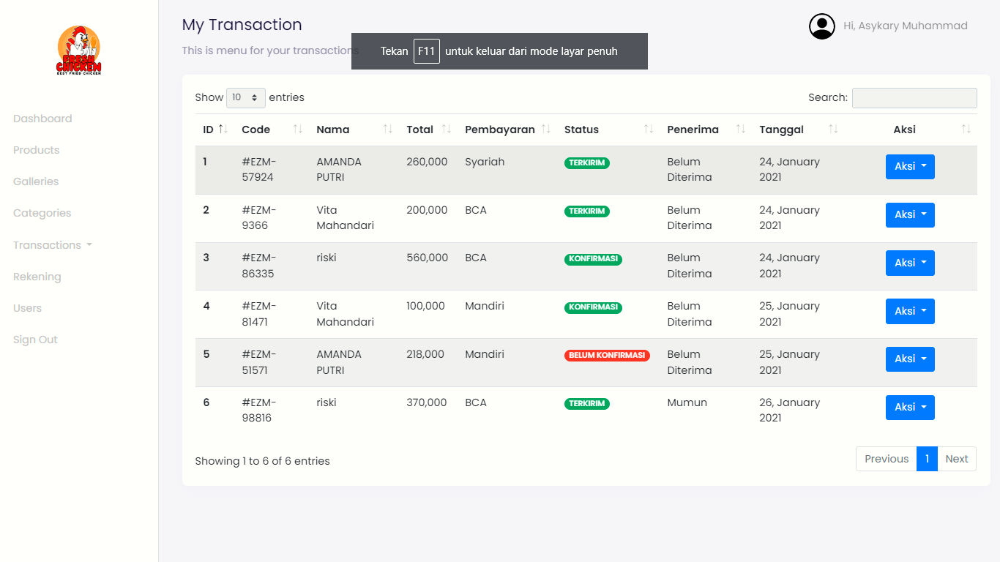 FRESH
CHICKEN
BEST FRIED CHICKEN
Dashboard
Products
Galleries
Categories
Transactions
Rekening
Users
Sign Out
My Transaction
Hi, Asykary Muhammad
This is menu for your transactions
Tekan F11 untuk keluar dari mode layar penuh
Show 10 entries
Search:
ID Code Nama Total Pembayaran Status Penerima Tanggal Aksi
1 #EZM- AMANDA 260,000 Syariah TERKIRIM Belum 24, January Aksi
57924 PUTRI Diterima 2021
2 #EZM- Vita 200,000 BCA TERKIRIM Belum 24, January Aksi
9366 Mahandari Diterima 2021
3 #EZM- riski 560,000 BCA KONFIRMASI Belum 24, January Aksi
86335 Diterima 2021
4 #EZM- Vita 100,000 Mandiri KONFIRMASI Belum 25, January Aksi
81471 Mahandari Diterima 2021
5 #EZM- AMANDA 218,000 Mandiri BELUM KONFIRMASI Belum 25, January Aksi
51571 PUTRI Diterima 2021
6 #EZM- riski 370,000 BCA TERKIRIM Mumun 26, January Aksi
98816 2021
Showing 1 to 6 of 6 entries
Previous 1 Next